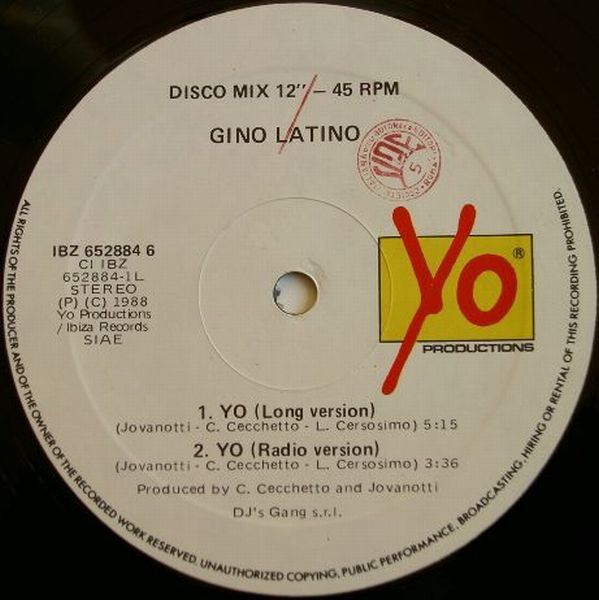 DISCO MIX 12" — 45 RPM
GINO LATINO
IBZ 652884 6
CI IBZ
652884-1L
STEREO
(P) (C) 1988
Yo Productions
/ Ibiza Records
SIAE
Yo®
PRODUCTIONS
1. YO (Long version)
(Jovanotti - C. Cecchetto - L. Cersosimo) 5:15
2. YO (Radio version)
(Jovanotti - C. Cecchetto - L. Cersosimo) 3:36
Produced by C. Cecchetto and Jovanotti
DJ's Gang s.r.l.
ALL RIGHTS OF THE PRODUCER AND OF THE OWNER OF THE RECORDED WORK RESERVED. UNAUTHORIZED COPYING, PUBLIC PERFORMANCE, BROADCASTING, HIRING OR RENTAL OF THIS RECORDING PROHIBITED.